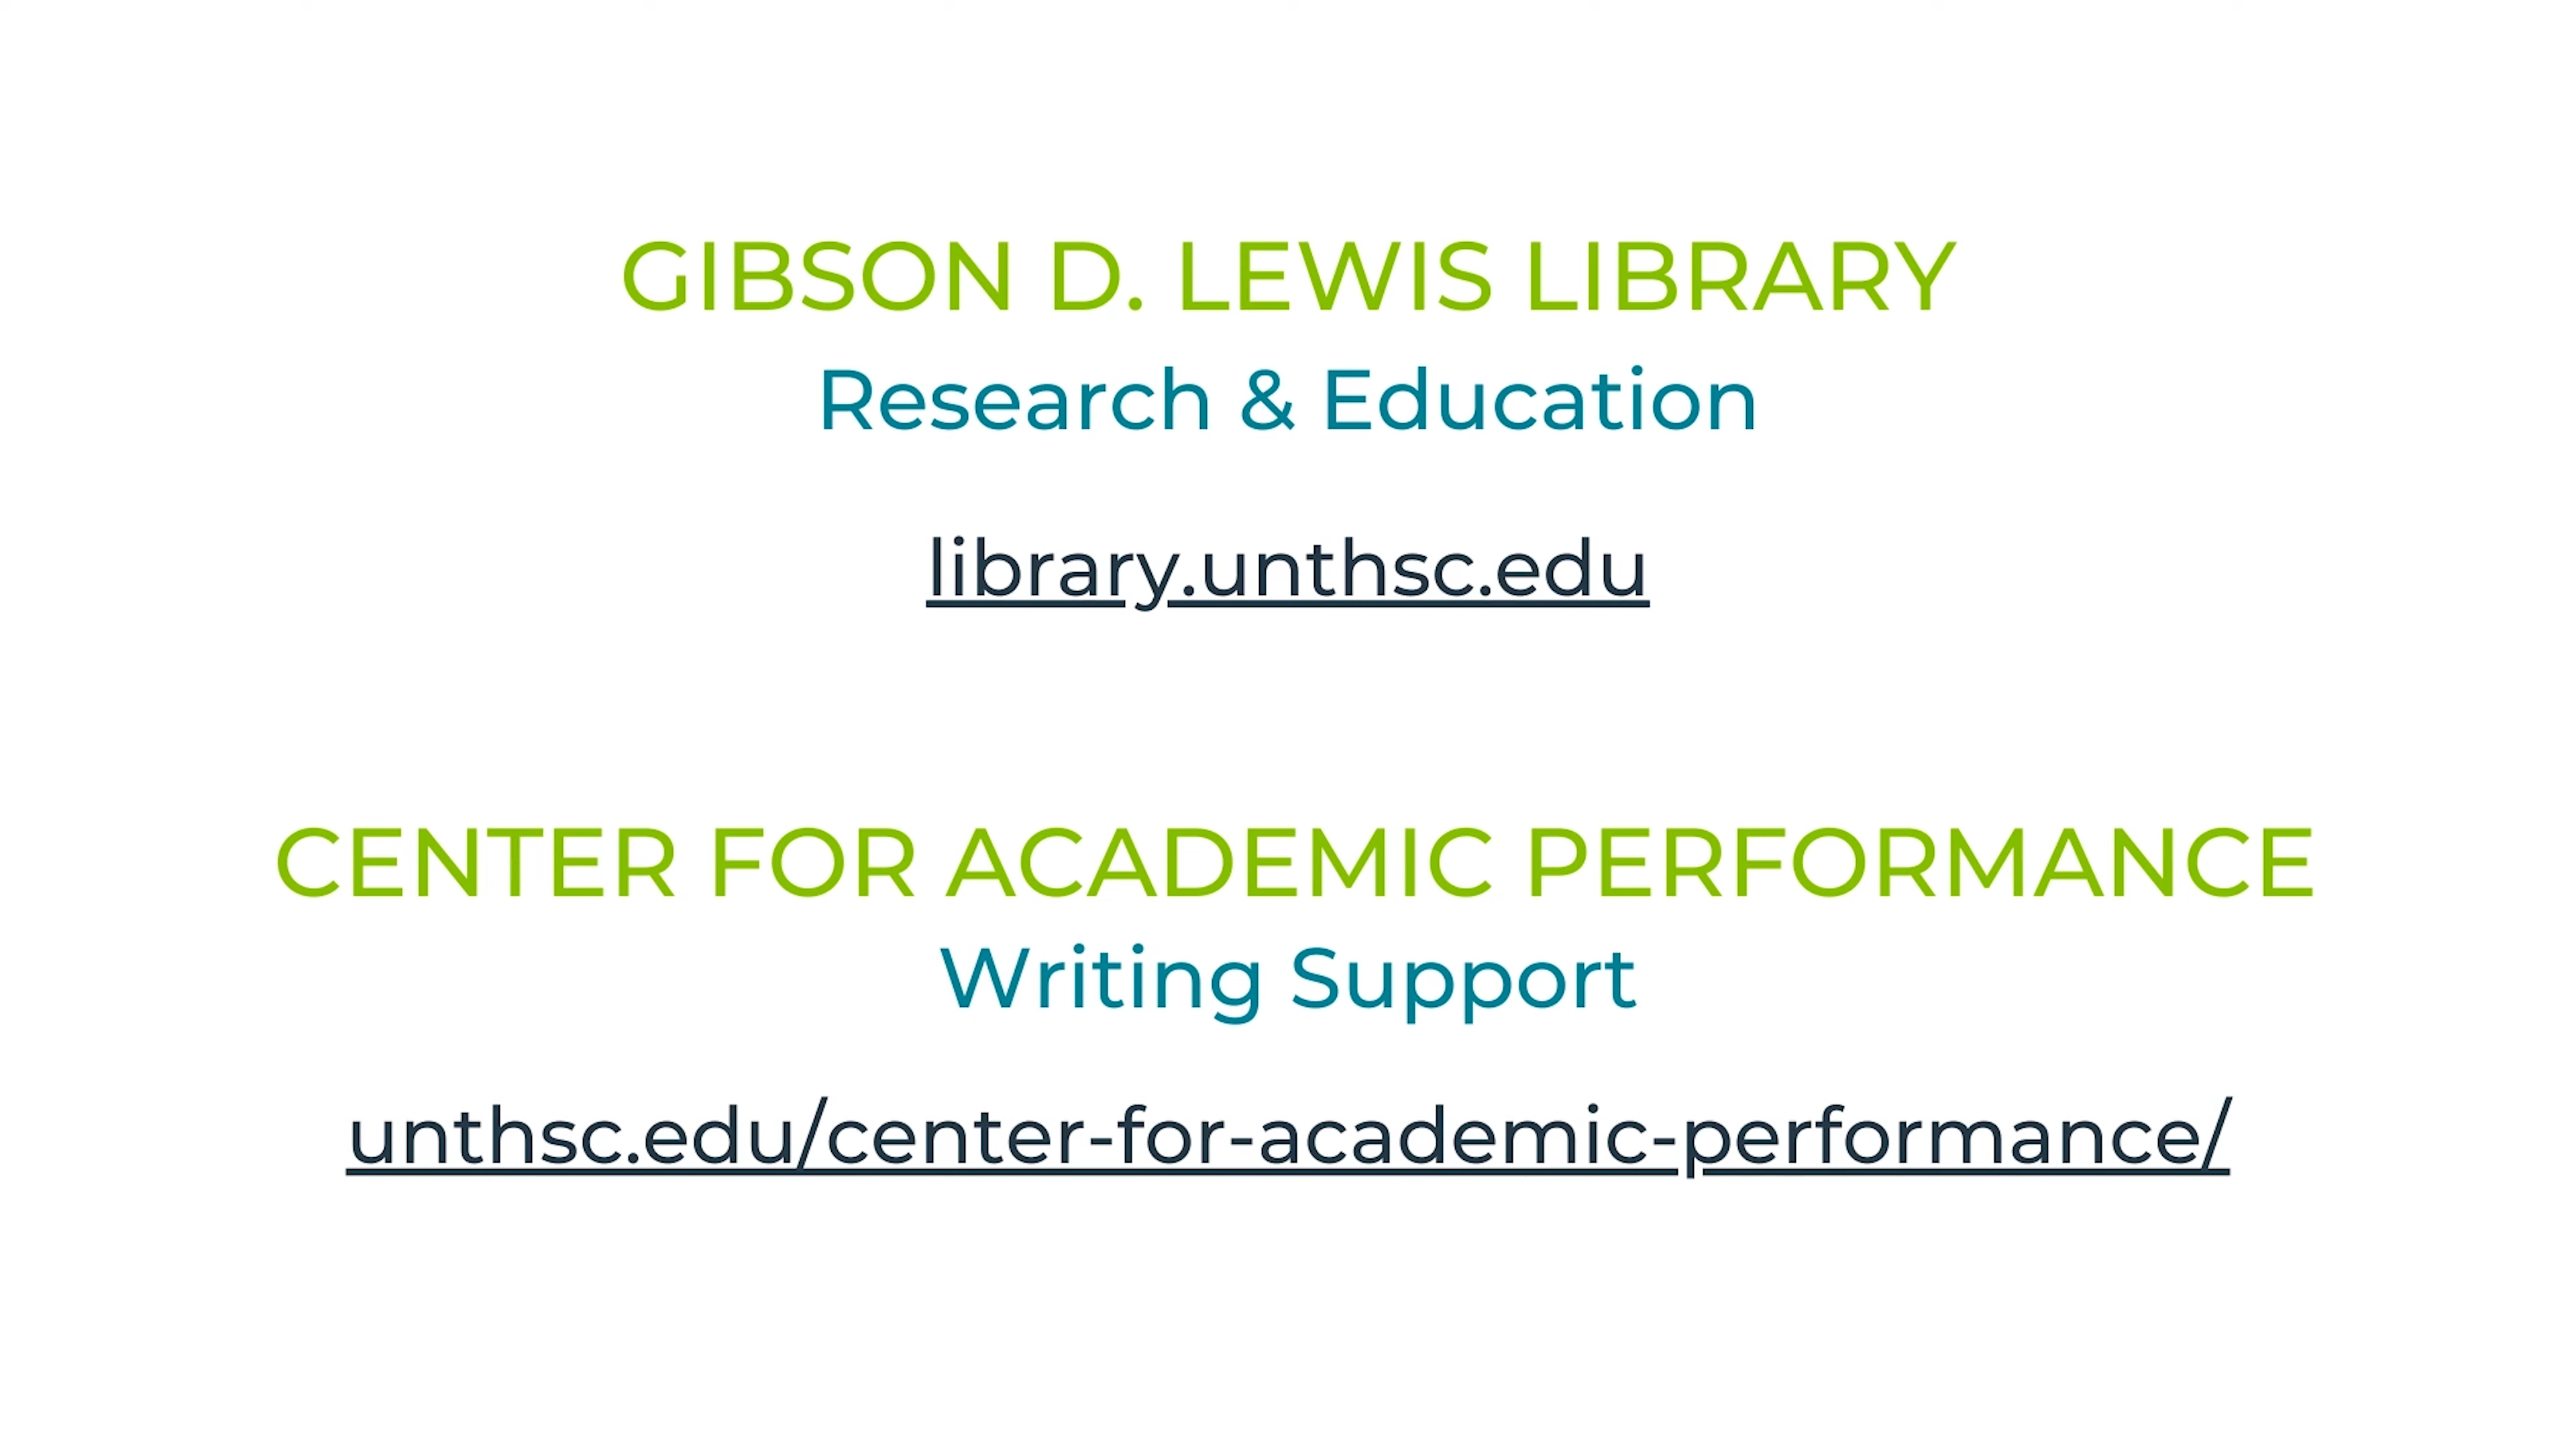 GIBSON D. LEWIS LIBRARY
Research & Education
library.unthsc.edu
CENTER FOR ACADEMIC PERFORMANCE
Writing Support
unthsc.edu/center-for-academic-performance/